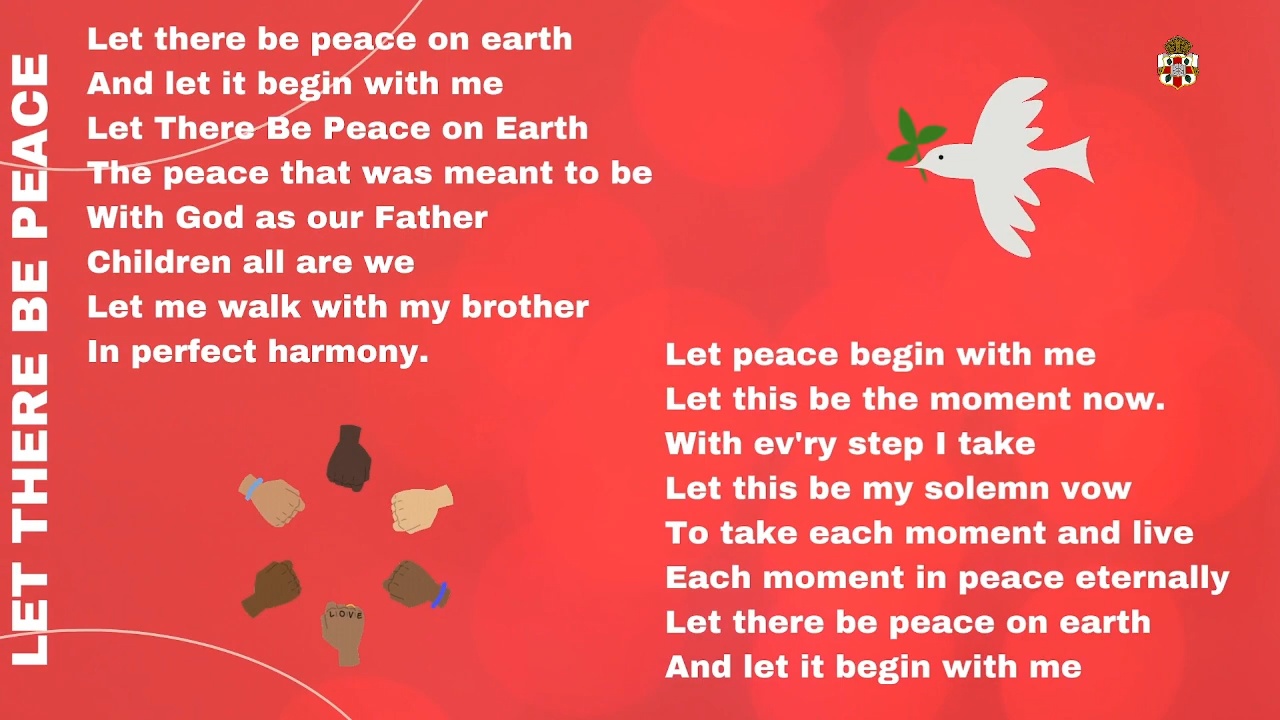 LET THERE BE PEACE
Let there be peace on earth
And let it begin with me
Let There Be Peace on Earth
The peace that was meant to be
With God as our Father
Children all are we
Let me walk with my brother
In perfect harmony.
Let peace begin with me
Let this be the moment now.
With ev'ry step I take
Let this be my solemn vow
To take each moment and live
Each moment in peace eternally
Let there be peace on earth
And let it begin with me
LOVE